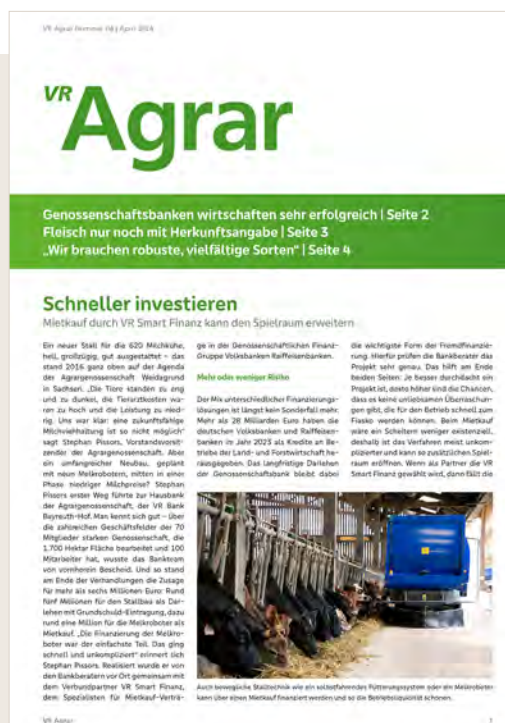 VR Agrar
Genossenschaftsbanken wirtschaften sehr erfolgreich | Seite 2
Fleisch nur noch mit Herkunftsangabe | Seite 3
„Wir brauchen robuste, vielfältige Sorten“ | Seite 4
Schneller investieren
Mietkauf durch VR Smart Finanz kann den Spielraum erweitern
Ein neuer Stall für die 620 Milchkühe,
hell, großzügig, gut ausgestattet – das
stand 2016 ganz oben auf der Agenda
der Agrargenossenschaft Weidagrund
in Sachsen. „Die Tiere standen zu eng
und zu dunkel, die Tierarztkosten wa-
ren zu hoch und die Leistung zu nied-
rig. Uns war klar: eine zukunftsfähige
Milchviehhaltung ist so nicht möglich“
sagt Stephan Pissors, Vorstandsvorsit-
zender der Agrargenossenschaft. Aber
ein umfangreicher Neubau, geplant
mit neun Melkrobotern, mitten in einer
Phase niedriger Milchpreise? Stephan
Pissors erster Weg führte zur Hausbank
der Agrargenossenschaft, der VR Bank
Bayreuth-Hof. Man kennt sich gut – Über
die zahlreichen Geschäftsfelder der 70
Mitglieder starken Genossenschaft, die
1.700 Hektar Fläche bearbeitet und 100
Mitarbeiter hat, wusste das Bankteam
von vornherein Bescheid. Und so stand
am Ende der Verhandlungen die Zusage
für mehr als sechs Millionen Euro: Rund
fünf Millionen für den Stallbau als Dar-
lehen mit Grundschuld-Eintragung, dazu
rund eine Million für die Melkroboter als
Mietkauf. „Die Finanzierung der Melkro-
boter war der einfachste Teil. Das ging
schnell und unkompliziert“ erinnert sich
Stephan Pissors. Realisiert wurde er von
den Bankberatern vor Ort gemeinsam mit
dem Verbundpartner VR Smart Finanz,
dem Spezialisten für Mietkauf-Verträ-
ge in der Genossenschaftlichen Finanz-
Gruppe Volksbanken Raiffeisenbanken.
Mehr oder weniger Risiko
Der Mix unterschiedlicher Finanzierungs-
lösungen ist längst kein Sonderfall mehr.
Mehr als 28 Milliarden Euro haben die
deutschen Volksbanken und Raiffeisen-
banken im Jahr 2023 als Kredite an Be-
triebe der Land- und Forstwirtschaft he-
rausgegeben. Das langfristige Darlehen
der Genossenschaftsbank bleibt dabei
die wichtigste Form der Fremdfinanzie-
rung. Hierfür prüfen die Bankberater das
Projekt sehr genau. Das hilft am Ende
beiden Seiten: Je besser durchdacht ein
Projekt ist, desto höher sind die Chancen,
dass es keine unliebsamen Überraschun-
gen gibt, die für den Betrieb schnell zum
Fiasko werden können. Beim Mietkauf
wäre ein Scheitern weniger existenziell,
deshalb ist das Verfahren meist unkom-
plizierter und kann so zusätzlichen Spiel-
raum eröffnen. Wenn als Partner die VR
Smart Finanz gewählt wird, dann fällt die
Auch bewegliche Stalltechnik wie ein selbstfahrendes Fütterungssystem oder ein Melkroboter
kann über einen Mietkauf finanziert werden und so die Betriebsliquidität schonen.
VR Agrar
1